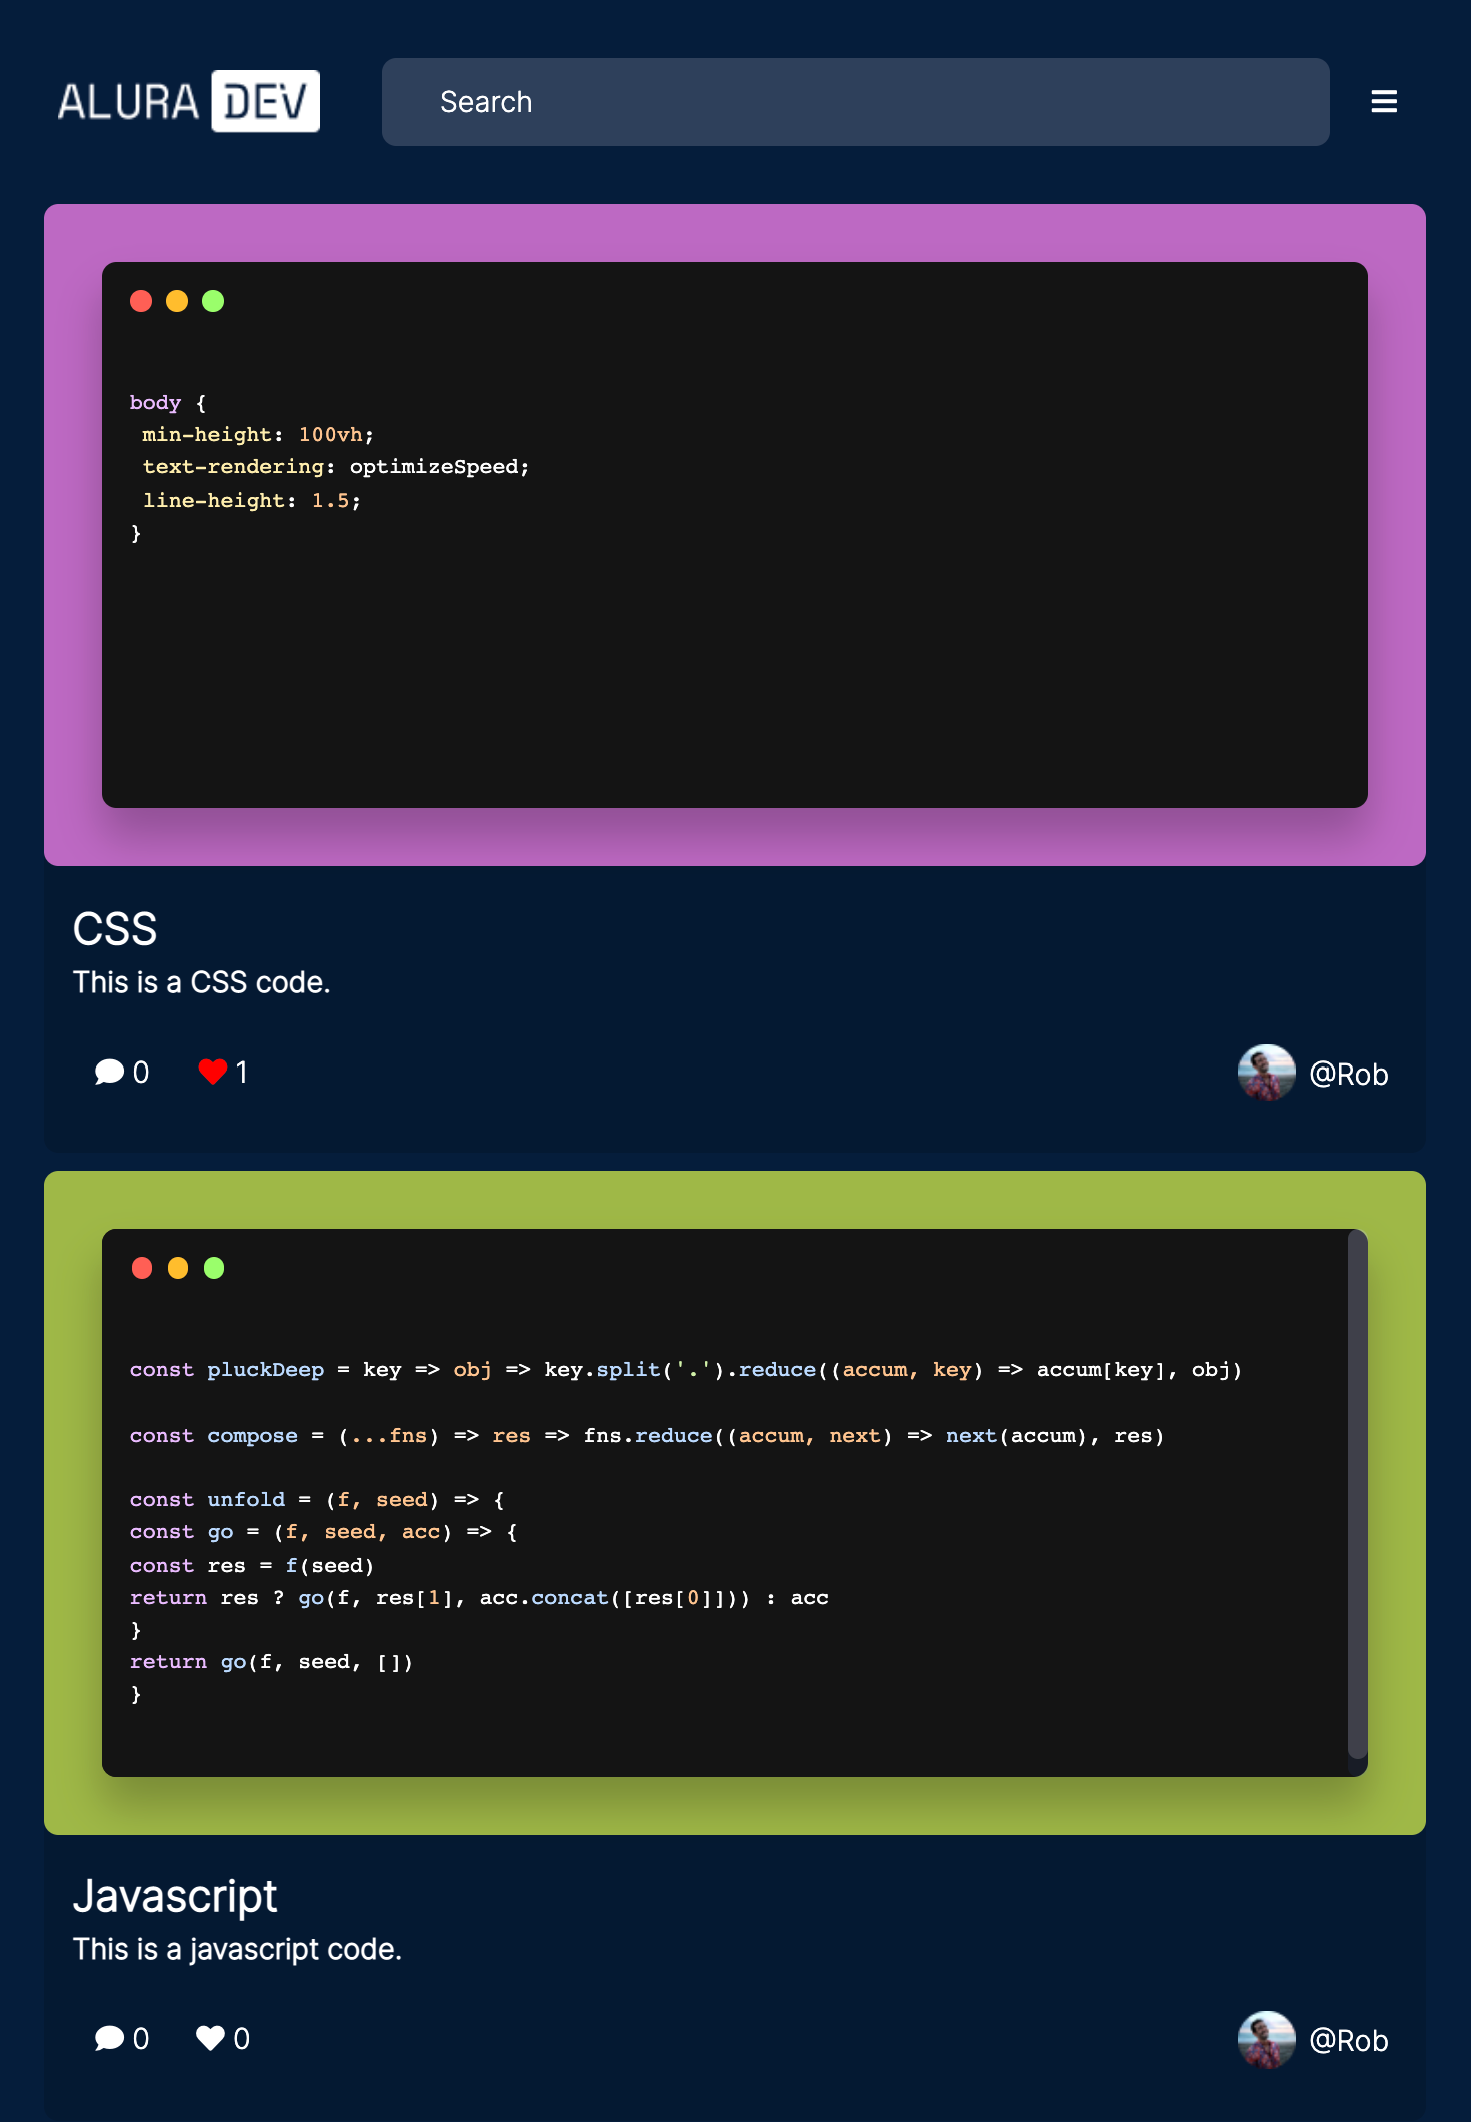 ALURA DEV
Search
body {
 min-height: 100vh;
 text-rendering: optimizeSpeed;
 line-height: 1.5;
}
CSS
This is a CSS code.
0 1 @Rob
const pluckDeep = key => obj => key.split('.').reduce((accum, key) => accum[key], obj)
const compose = (...fns) => res => fns.reduce((accum, next) => next(accum), res)
const unfold = (f, seed) => {
const go = (f, seed, acc) => {
const res = f(seed)
return res ? go(f, res[1], acc.concat([res[0]])) : acc
}
return go(f, seed, [])
}
Javascript
This is a javascript code.
0 0 @Rob